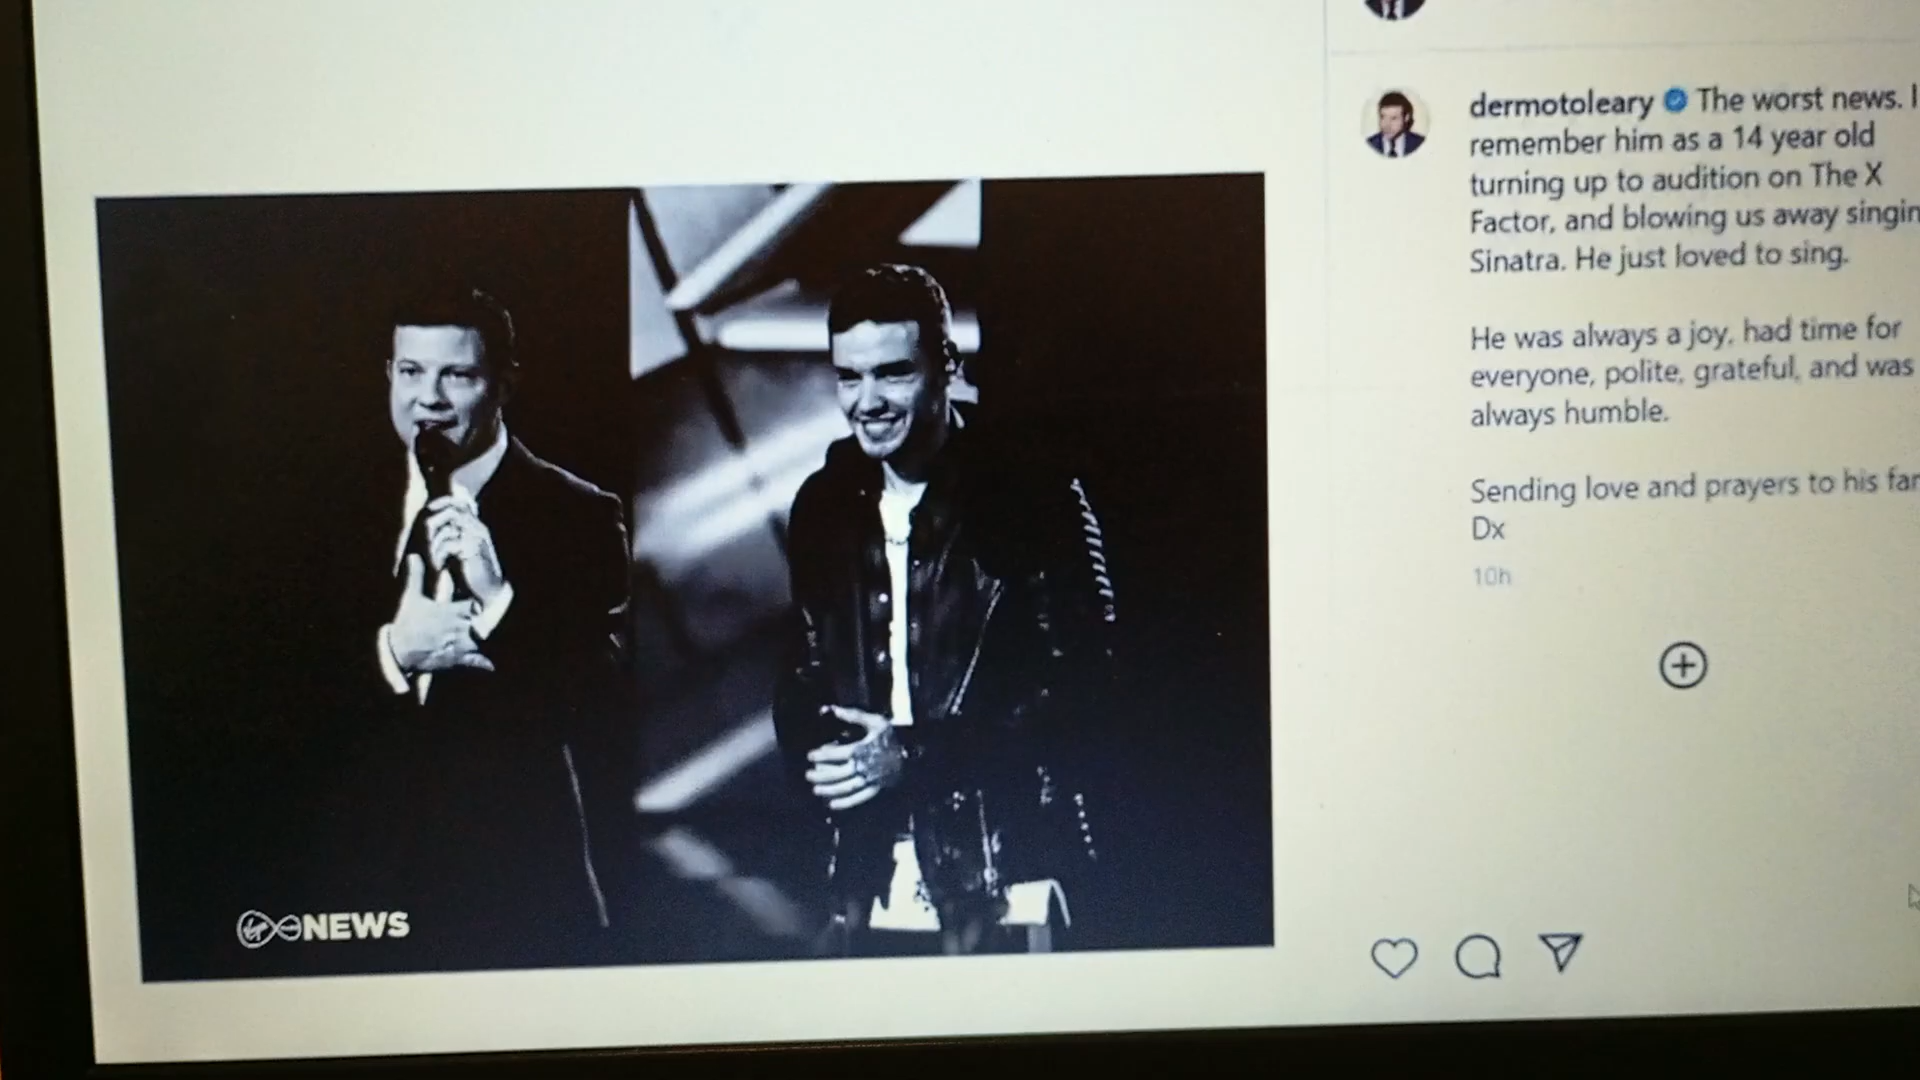 dermotoleary The worst news. I
remember him as a 14 year old
turning up to audition on The X
Factor, and blowing us away singin
Sinatra. He just loved to sing.
He was always a joy, had time for
everyone, polite, grateful, and was
always humble.
Sending love and prayers to his fa
Dx
10h
NEWS